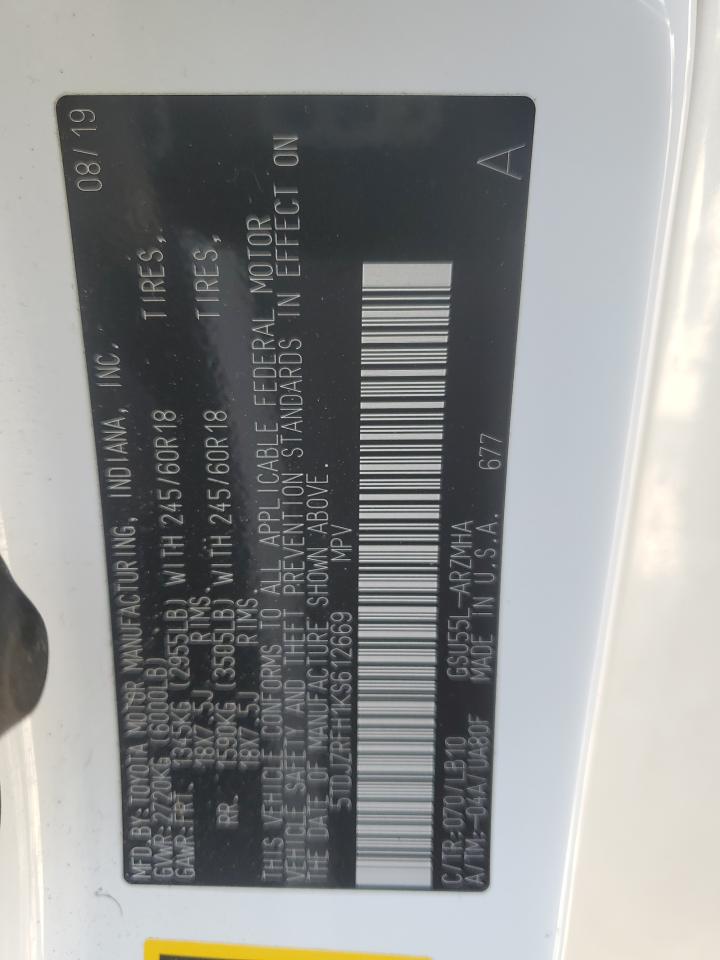 MFD.BY:TOYOTA MOTOR MANUFACTURING, INDIANA, INC. 08/19
GVWR:2720KG (6000LB)
GAWR:FRT. 1345KG (2955LB) WITH 245/60R18 TIRES,
18X7.5J RIMS.
RR. 1590KG (3505LB) WITH 245/60R18 TIRES,
18X7.5J RIMS
THIS VEHICLE CONFORMS TO ALL APPLICABLE FEDERAL MOTOR
VEHICLE SAFETY AND THEFT PREVENTION STANDARDS IN EFFECT ON
THE DATE OF MANUFACTURE SHOWN ABOVE.
5TDJZRFH1KS612669 MPV
C/TR:070/LB10 GSU55L-ARZMHA
A/TM:-04A/UA80F MADE IN U.S.A. 677 A